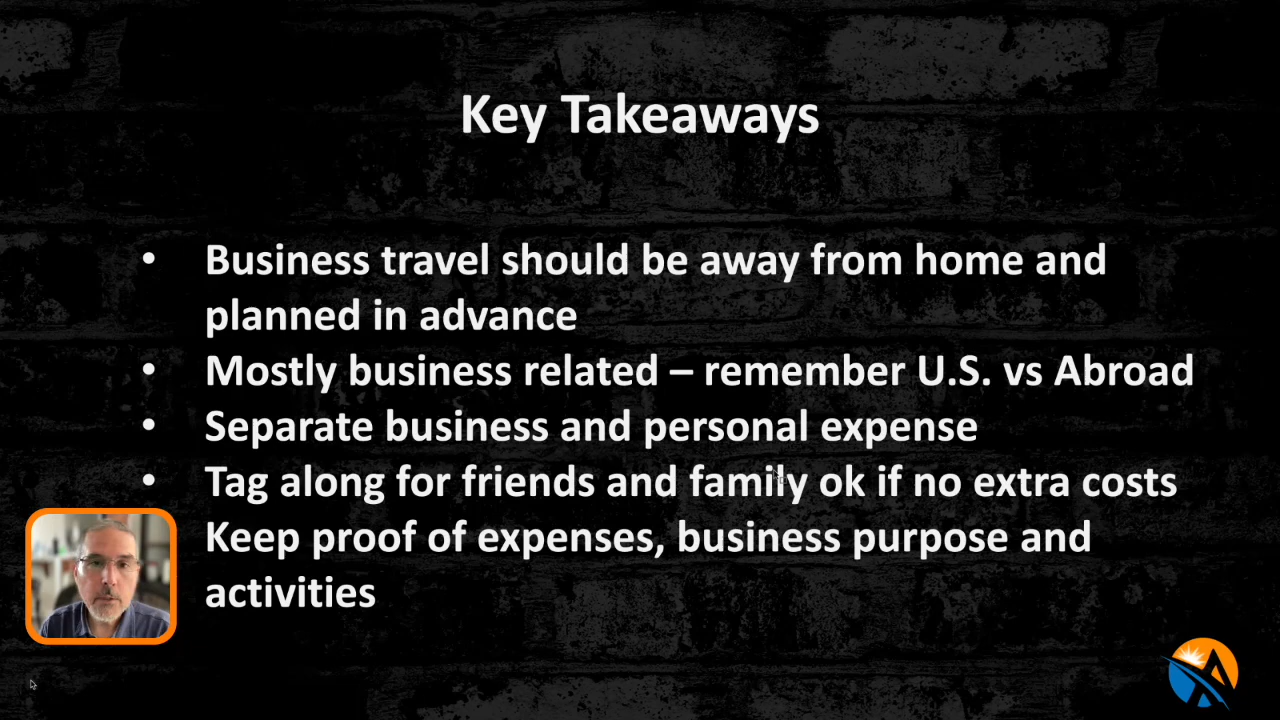 Key Takeaways
• Business travel should be away from home and
planned in advance
• Mostly business related – remember U.S. vs Abroad
• Separate business and personal expense
• Tag along for friends and family ok if no extra costs
Keep proof of expenses, business purpose and
activities